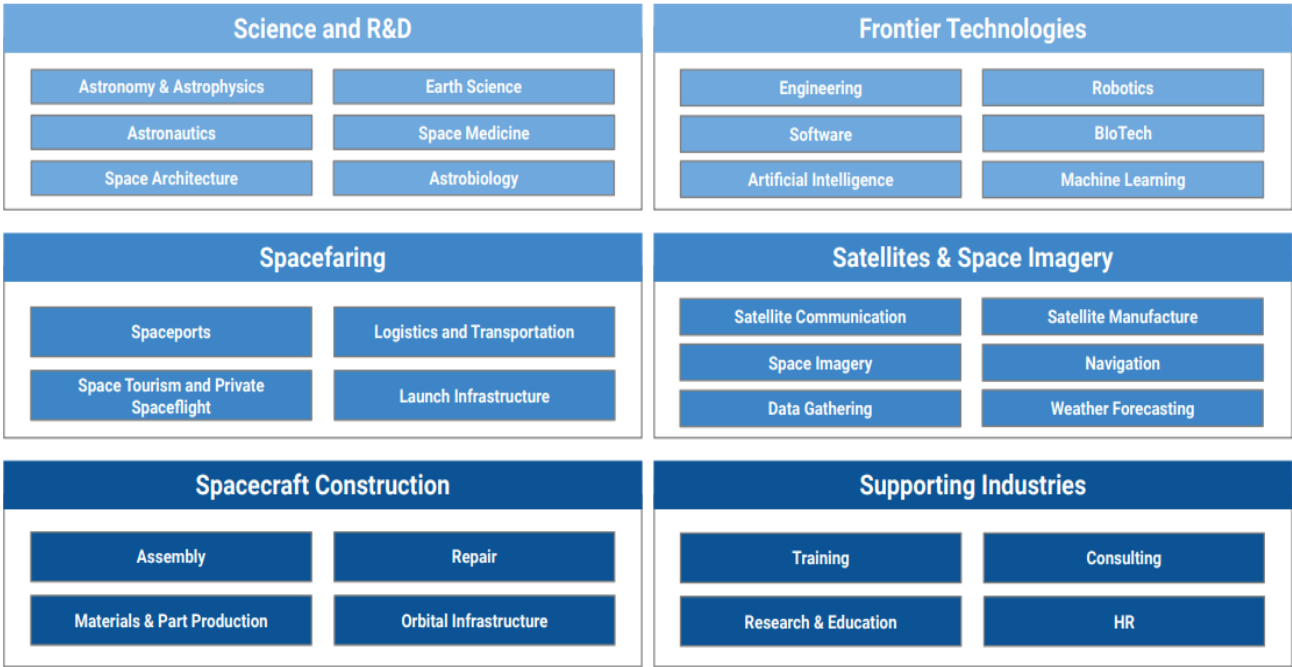 Science and R&D
Astronomy & Astrophysics
Earth Science
Astronautics
Space Medicine
Space Architecture
Astrobiology
Frontier Technologies
Engineering
Robotics
Software
BIoTech
Artificial Intelligence
Machine Learning
Spacefaring
Spaceports
Logistics and Transportation
Space Tourism and Private
Spaceflight
Launch Infrastructure
Satellites & Space Imagery
Satellite Communication
Satellite Manufacture
Space Imagery
Navigation
Data Gathering
Weather Forecasting
Spacecraft Construction
Assembly
Repair
Materials & Part Production
Orbital Infrastructure
Supporting Industries
Training
Consulting
Research & Education
HR